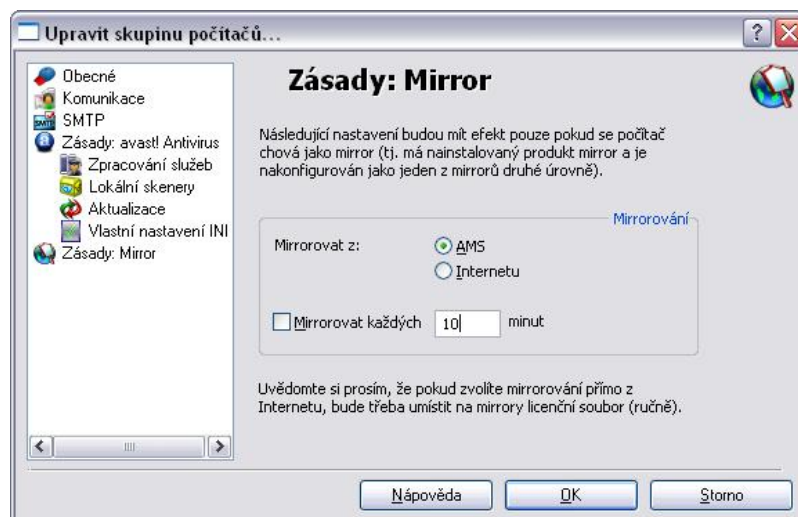 Upravit skupinu počítačů...
Obecné
Komunikace
SMTP
Zásady: avast! Antivirus
Zpracování služeb
Lokální skenery
Aktualizace
Vlastní nastavení INI
Zásady: Mirror
Zásady: Mirror
Následující nastavení budou mít efekt pouze pokud se počítač
chová jako mirror (tj. má nainstalovaný produkt mirror a je
nakonfigurován jako jeden z mirrorů druhé úrovně).
Mirrorování
Mirrorovat z:
AMS
Internetu
Mirrorovat každých 10 minut
Uvědomte si prosím, že pokud zvolíte mirrorování přímo z
Internetu, bude třeba umístit na mirrory licenční soubor (ručně).
Nápověda
OK
Storno